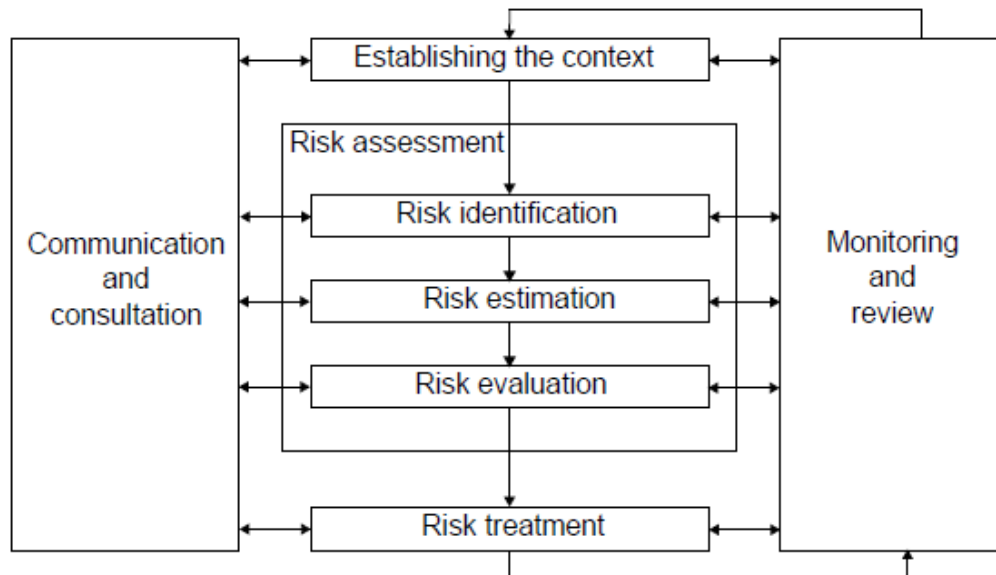 Establishing the context
Risk assessment
Risk identification
Communication
and
consultation
Risk estimation
Monitoring
and
review
Risk evaluation
Risk treatment